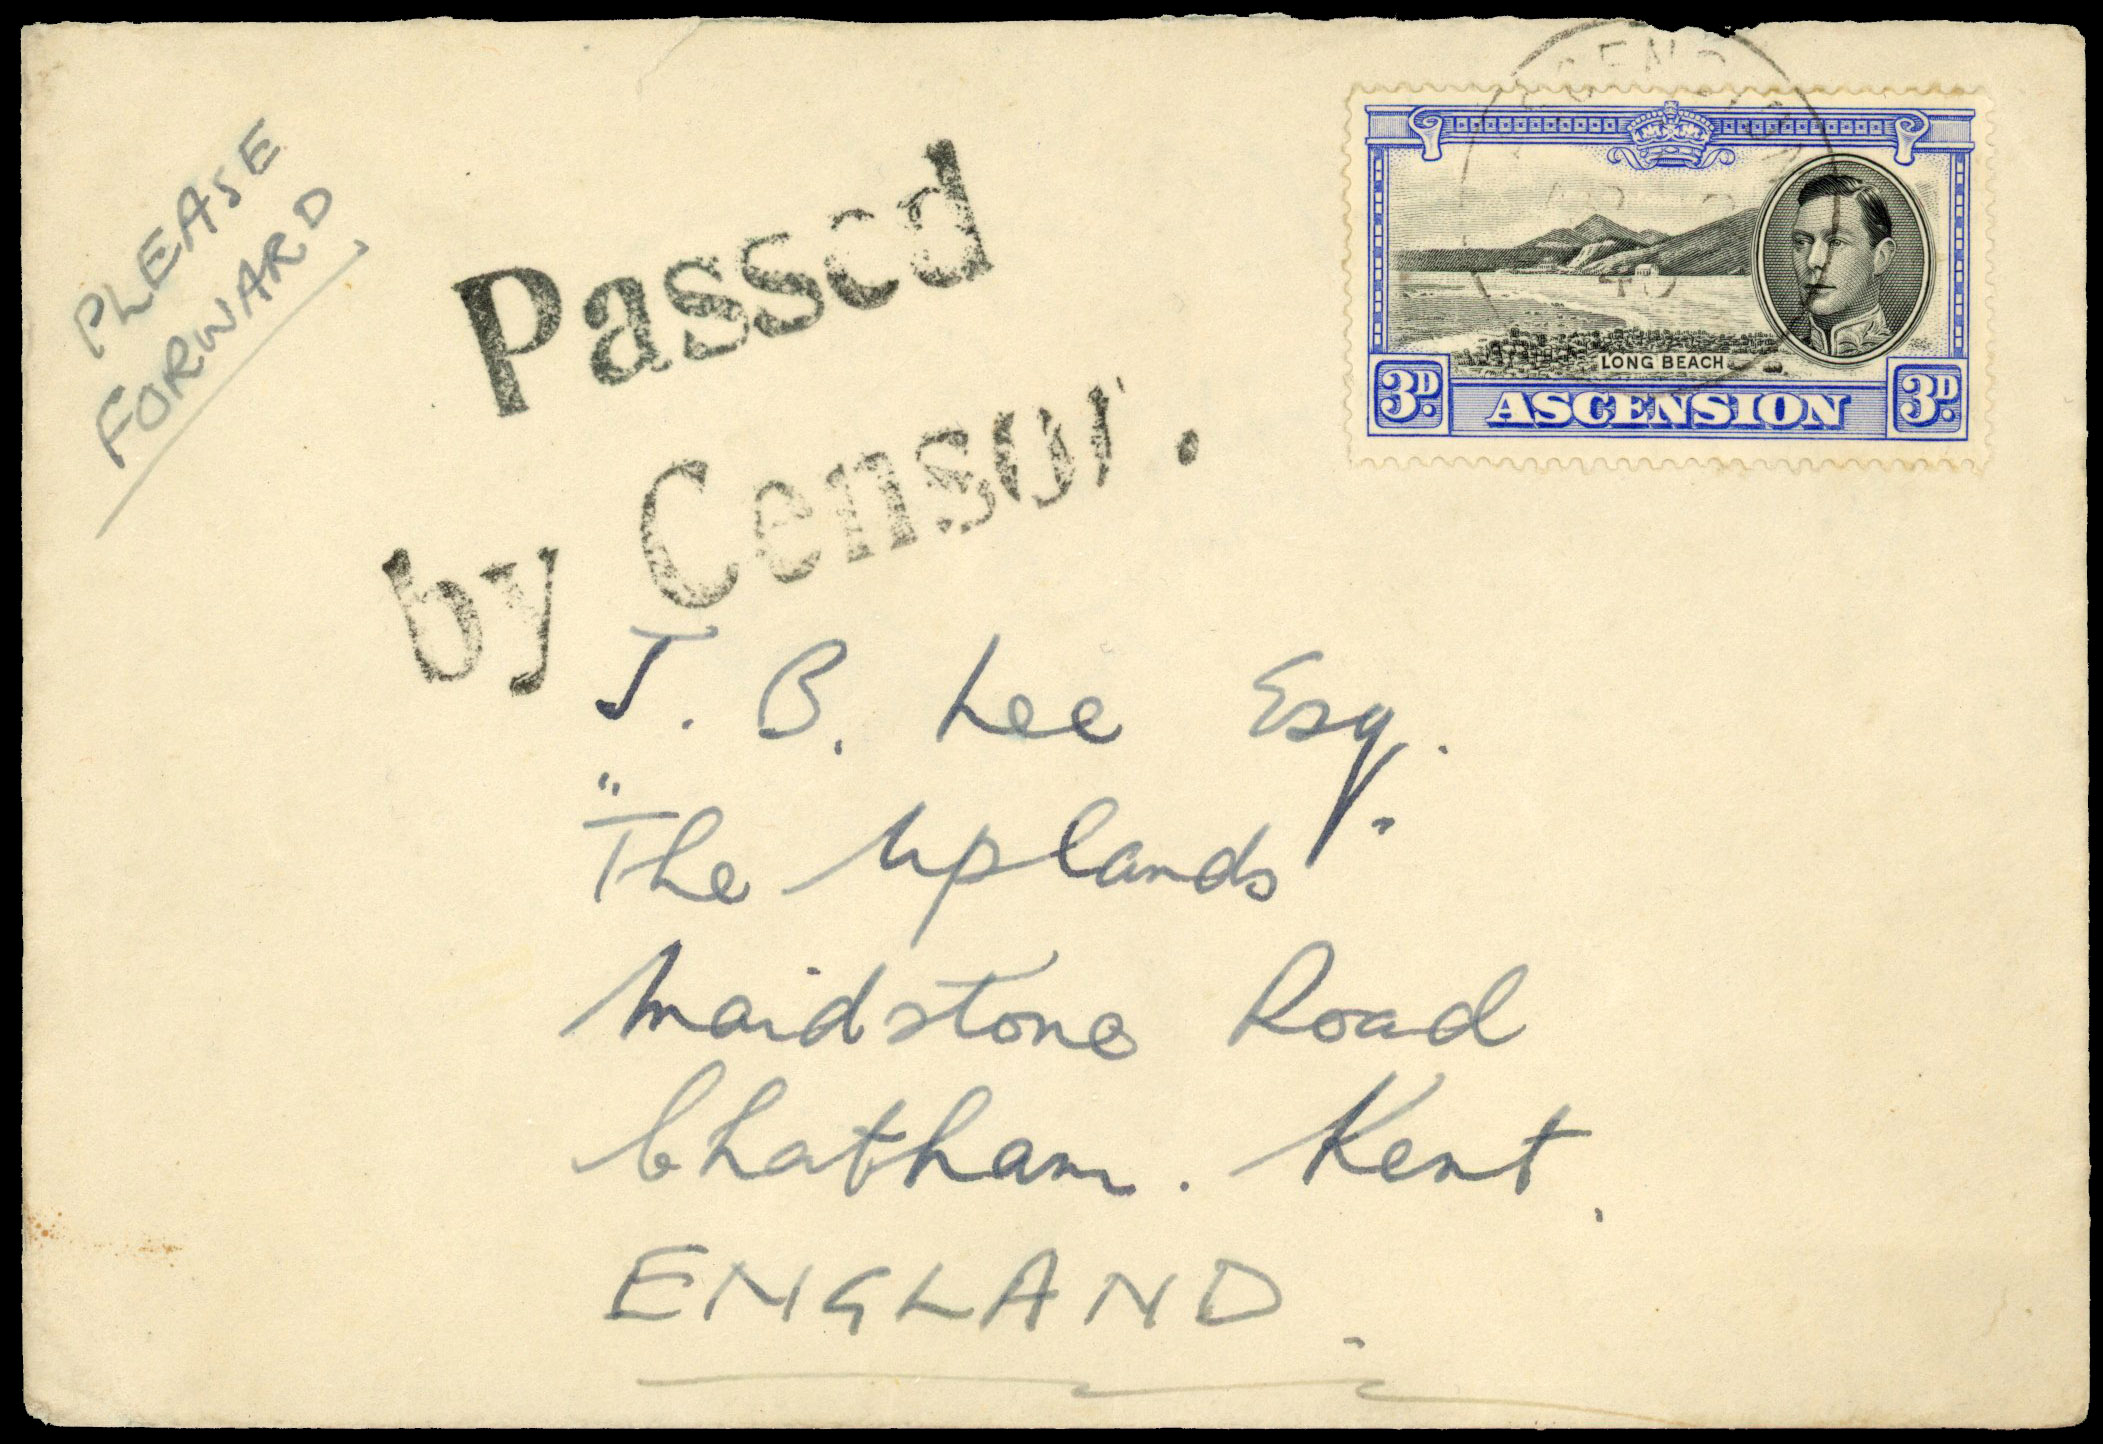 PLEASE
FORWARD
Passed
by Censor.
LONG BEACH
3D. ASCENSION 3D.
40
J. B. Lee Esq.
"The Uplands"
Maidstone Road
Chatham. Kent.
ENGLAND.